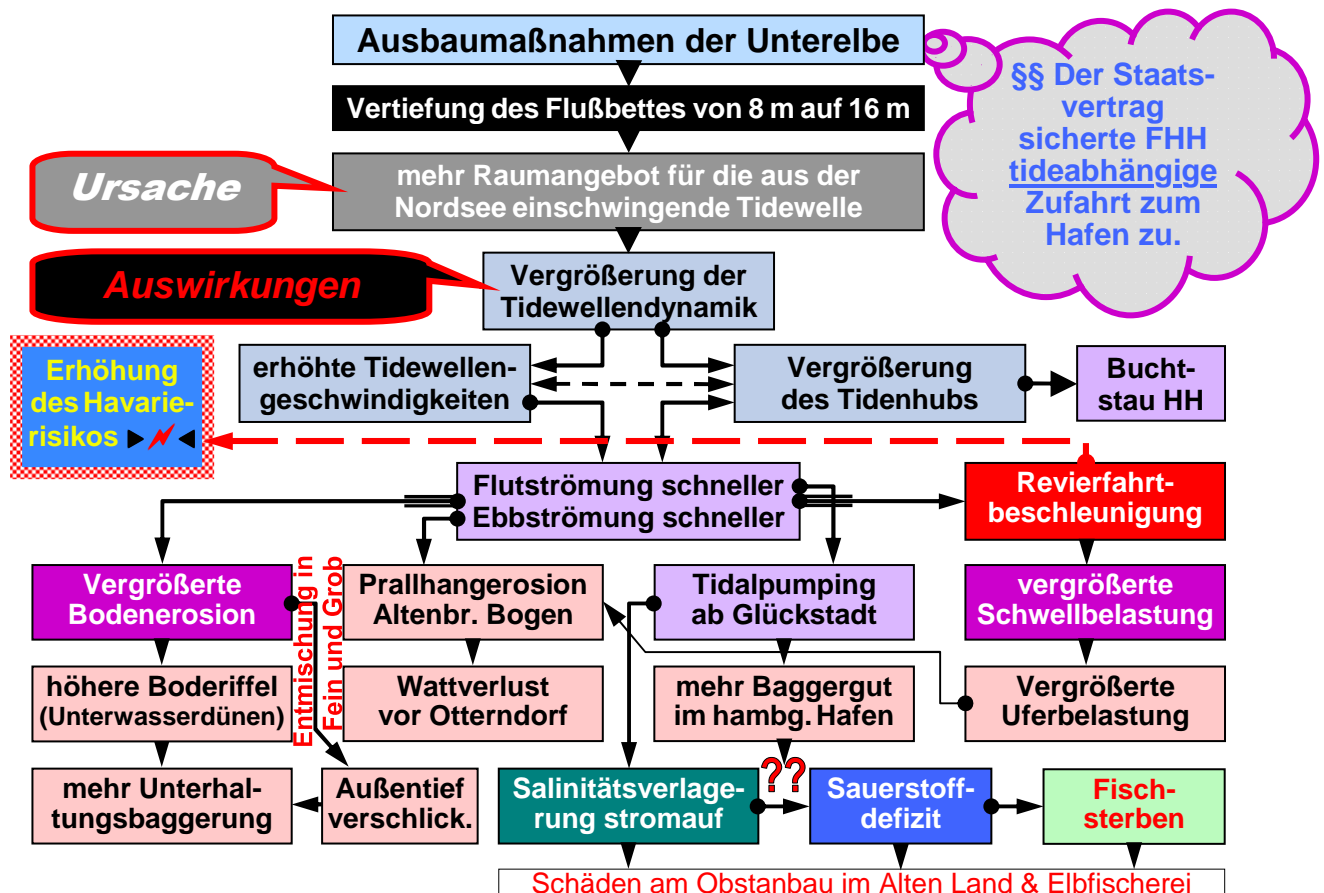 Ausbaumaßnahmen der Unterelbe
§§ Der Staats-
vertrag
sicherte FHH
tideabhängige
Zufahrt zum
Hafen zu.
Vertiefung des Flußbettes von 8 m auf 16 m
Ursache
mehr Raumangebot für die aus der
Nordsee einschwingende Tidewelle
Auswirkungen
Vergrößerung der
Tidewellendynamik
Erhöhung
des Havarie-
risikos
erhöhte Tidewellen-
geschwindigkeiten
Vergrößerung
des Tidenhubs
Bucht-
stau HH
Flutströmung schneller
Ebbströmung schneller
Revierfahrt-
beschleunigung
Vergrößerte
Bodenerosion
Entmischung in
Fein und Grob
Prallhangerosion
Altenbr. Bogen
Tidalpumping
ab Glückstadt
vergrößerte
Schwellbelastung
höhere Boderiffel
(Unterwasserdünen)
Wattverlust
vor Otterndorf
mehr Baggergut
im hambg. Hafen
Vergrößerte
Uferbelastung
mehr Unterhal-
tungsbaggerung
Außentief
verschlick.
Salinitätsverlage-
rung stromauf
??
Sauerstoff-
defizit
Fisch-
sterben
Schäden am Obstanbau im Alten Land & Elbfischerei